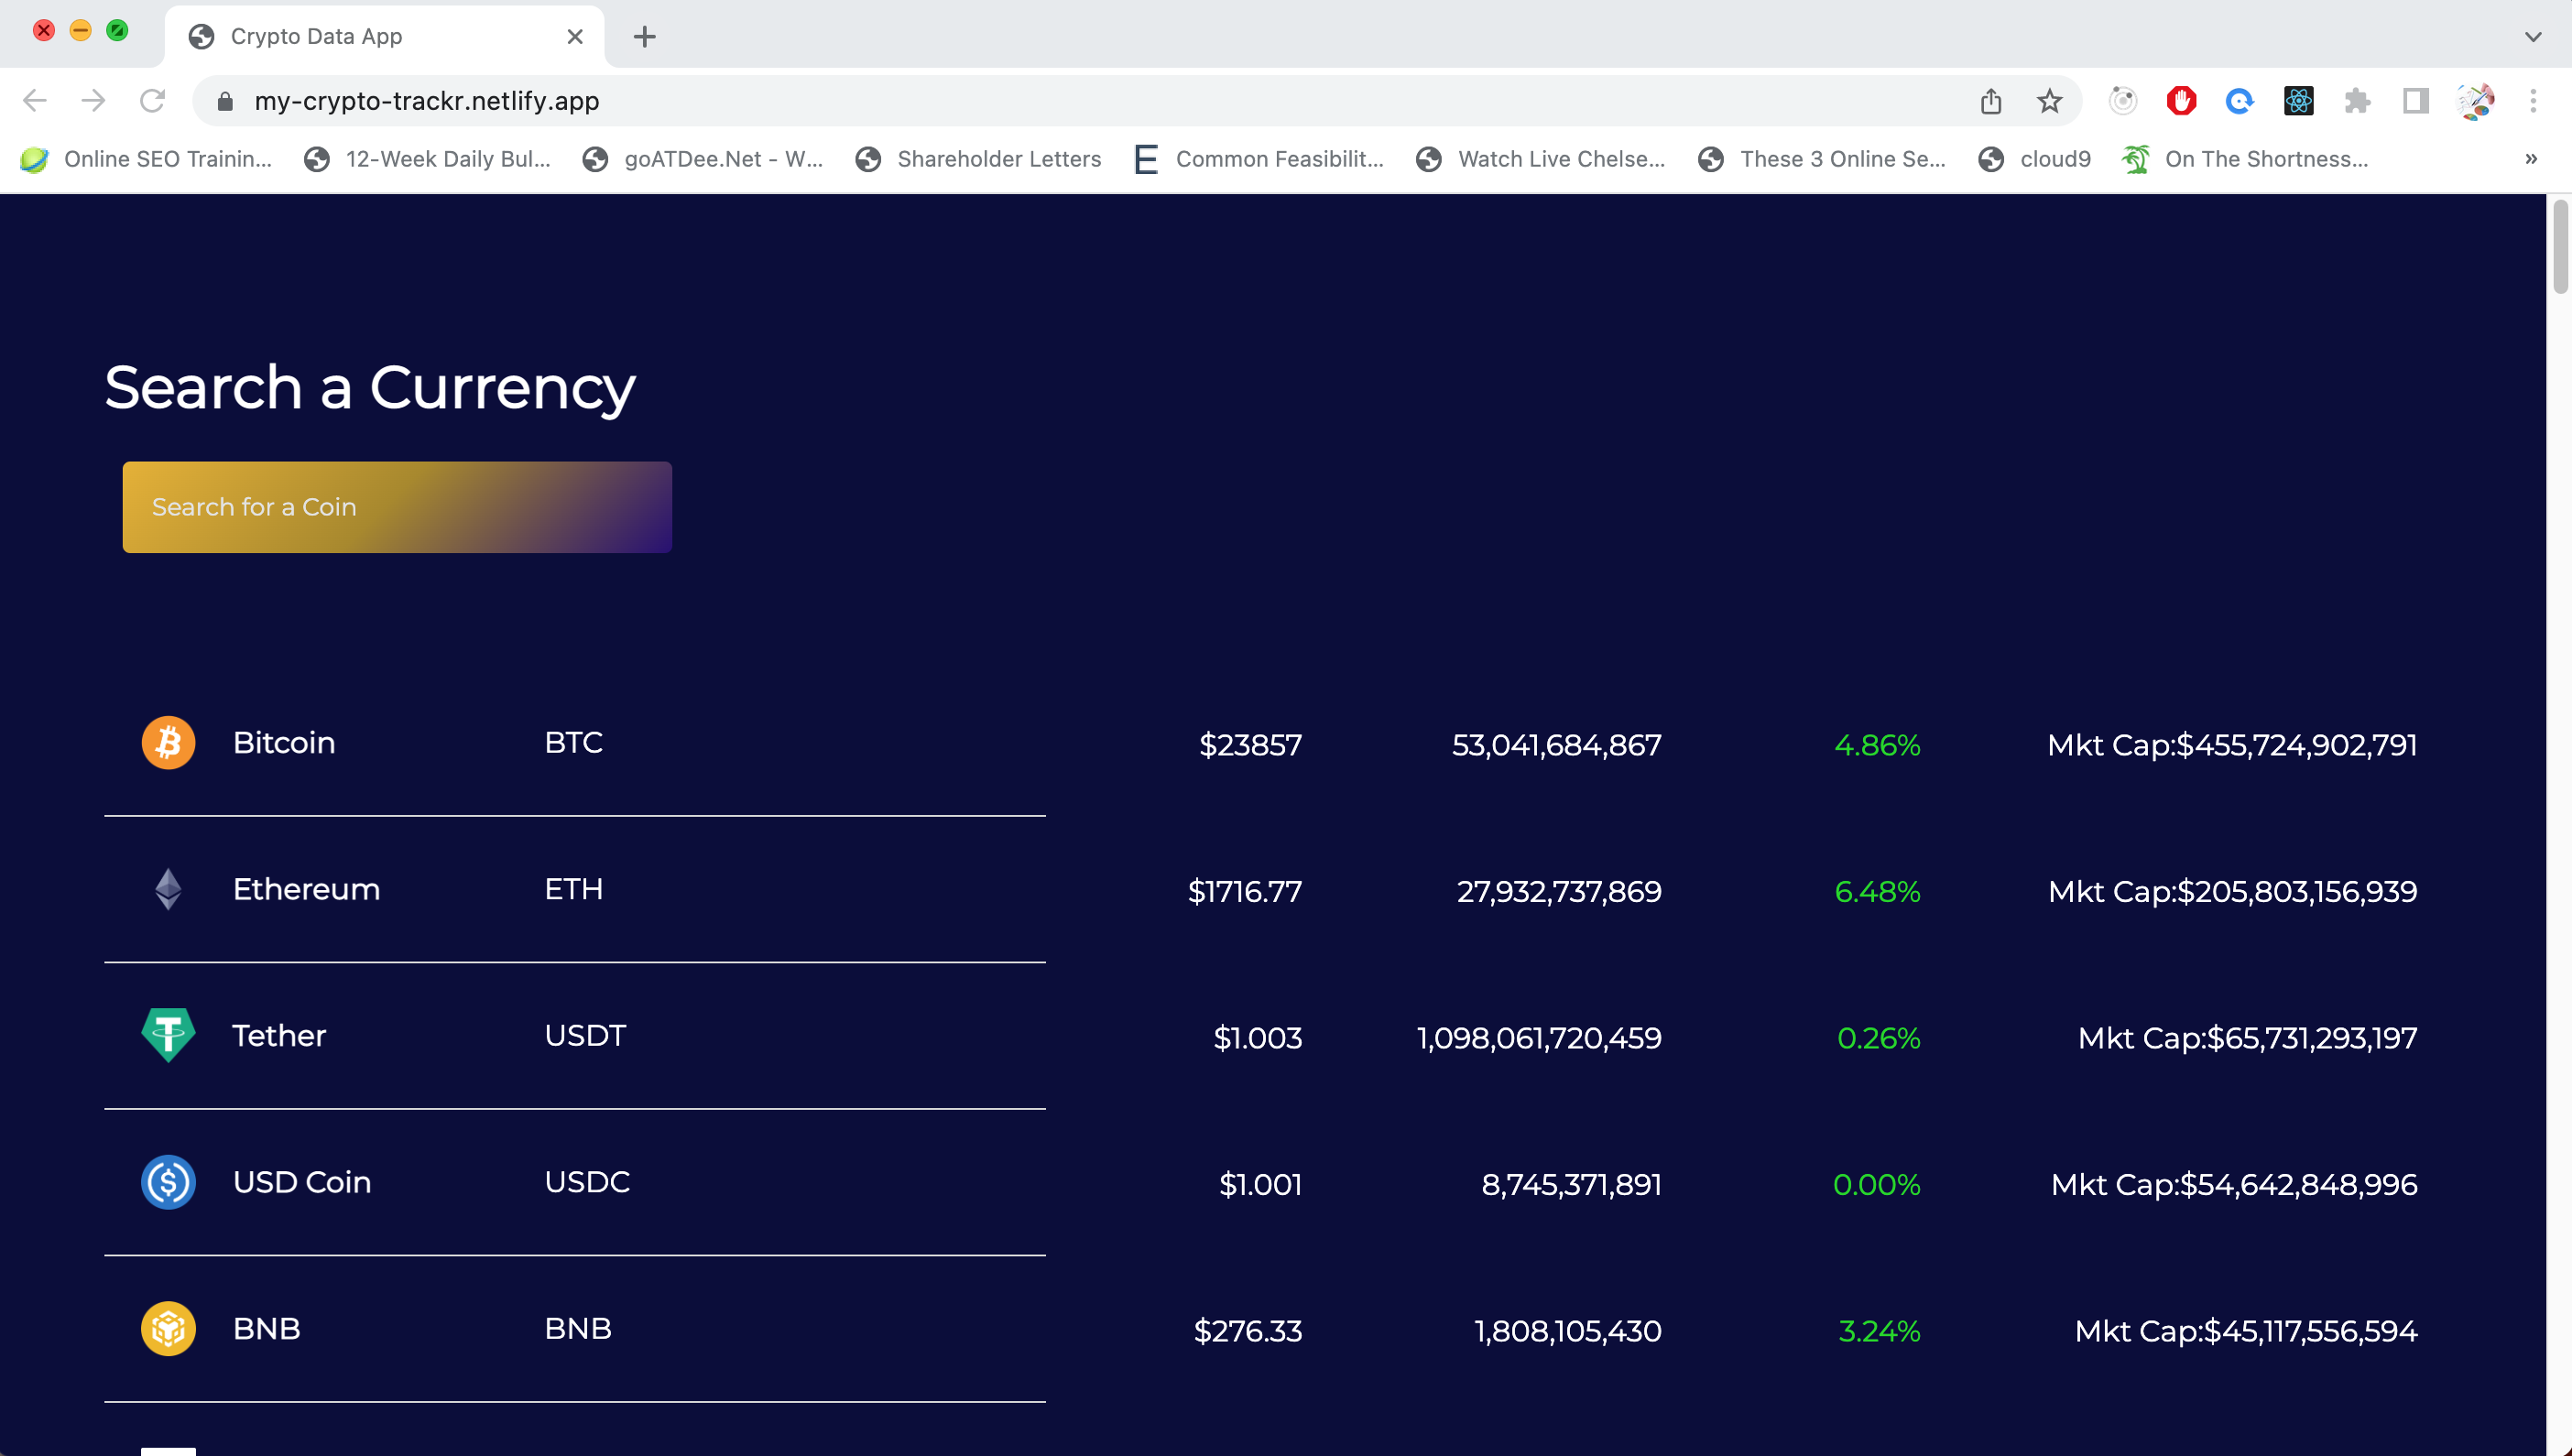 Crypto Data App
my-crypto-trackr.netlify.app
Online SEO Trainin... 12-Week Daily Bul... goATDee.Net - W... Shareholder Letters E Common Feasibilit... Watch Live Chelse... These 3 Online Se... cloud9 On The Shortness... »
Search a Currency
Search for a Coin
Bitcoin BTC $23857 53,041,684,867 4.86% Mkt Cap:$455,724,902,791
Ethereum ETH $1716.77 27,932,737,869 6.48% Mkt Cap:$205,803,156,939
Tether USDT $1.003 1,098,061,720,459 0.26% Mkt Cap:$65,731,293,197
USD Coin USDC $1.001 8,745,371,891 0.00% Mkt Cap:$54,642,848,996
BNB BNB $276.33 1,808,105,430 3.24% Mkt Cap:$45,117,556,594